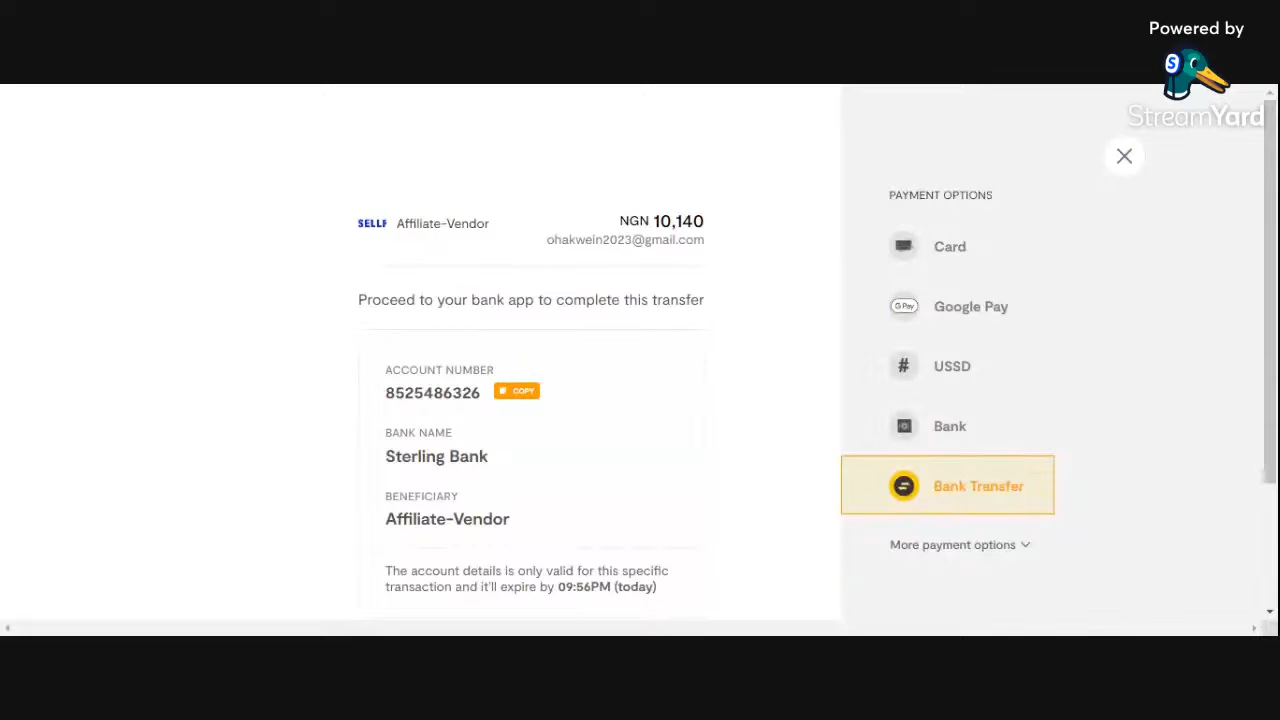 Powered by
StreamYard
SELLF Affiliate-Vendor
NGN 10,140
ohakwein2023@gmail.com
Proceed to your bank app to complete this transfer
ACCOUNT NUMBER
8525486326 COPY
BANK NAME
Sterling Bank
BENEFICIARY
Affiliate-Vendor
The account details is only valid for this specific
transaction and it'll expire by 09:56PM (today)
PAYMENT OPTIONS
Card
G Pay Google Pay
# USSD
Bank
Bank Transfer
More payment options